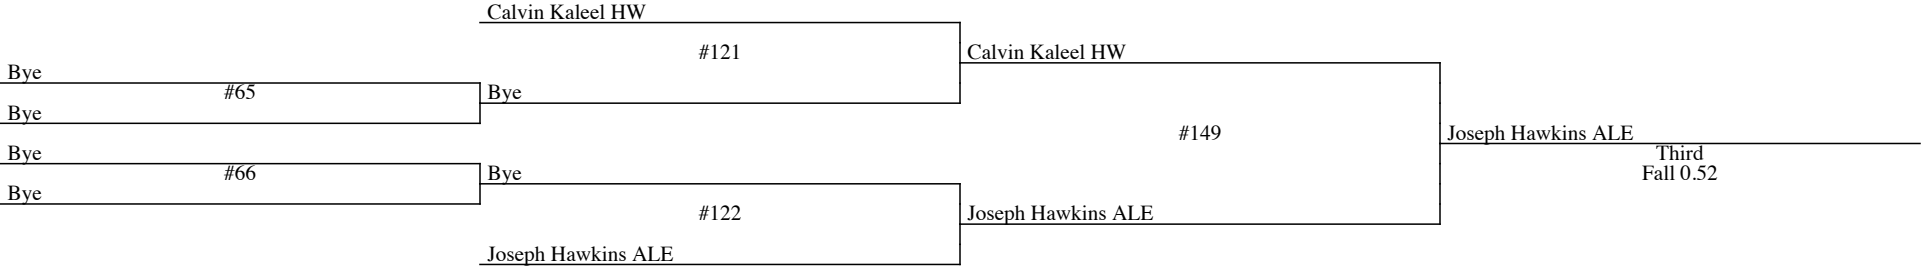 Calvin Kaleel HW
#121
Calvin Kaleel HW
Bye
#65
Bye
Bye
#149
Joseph Hawkins ALE
Third
Fall 0.52
Bye
#66
Bye
Bye
#122
Joseph Hawkins ALE
Joseph Hawkins ALE